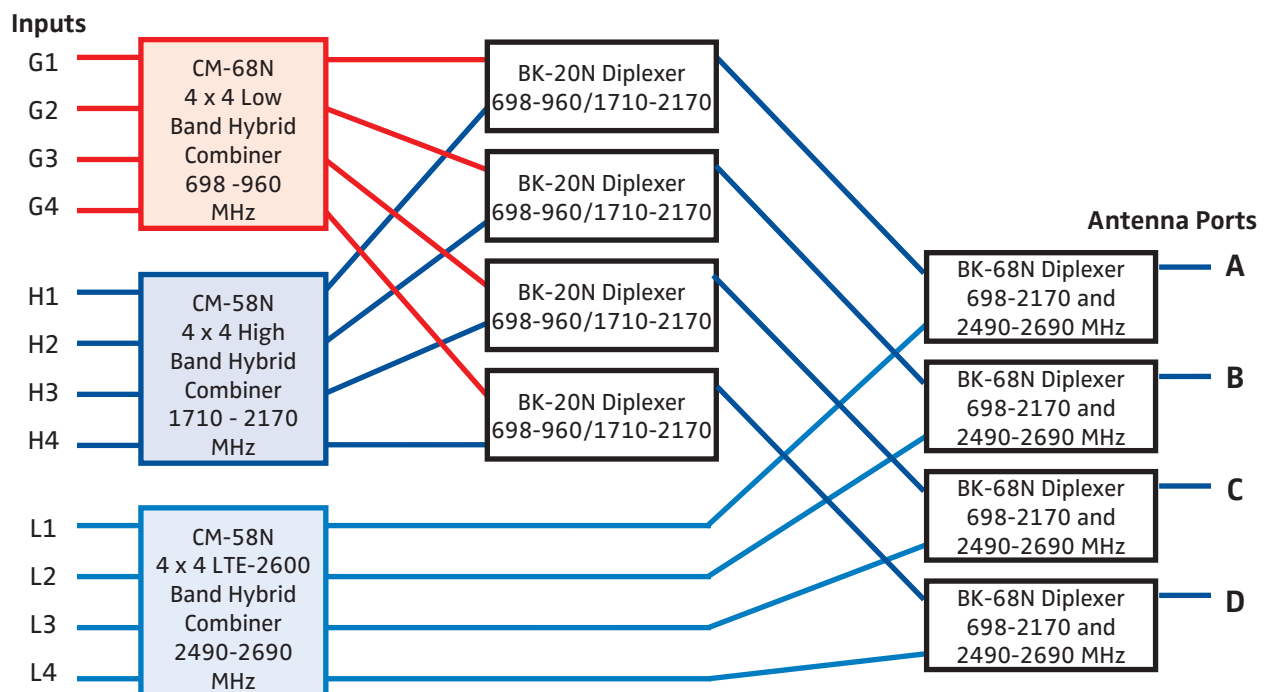 Inputs
G1
G2
G3
G4
CM-68N
4 x 4 Low
Band Hybrid
Combiner
698 -960
MHz
H1
H2
H3
H4
CM-58N
4 x 4 High
Band Hybrid
Combiner
1710 - 2170
MHz
L1
L2
L3
L4
CM-58N
4 x 4 LTE-2600
Band Hybrid
Combiner
2490-2690
MHz
BK-20N Diplexer
698-960/1710-2170
BK-20N Diplexer
698-960/1710-2170
BK-20N Diplexer
698-960/1710-2170
BK-20N Diplexer
698-960/1710-2170
Antenna Ports
BK-68N Diplexer
698-2170 and
2490-2690 MHz
A
BK-68N Diplexer
698-2170 and
2490-2690 MHz
B
BK-68N Diplexer
698-2170 and
2490-2690 MHz
C
BK-68N Diplexer
698-2170 and
2490-2690 MHz
D